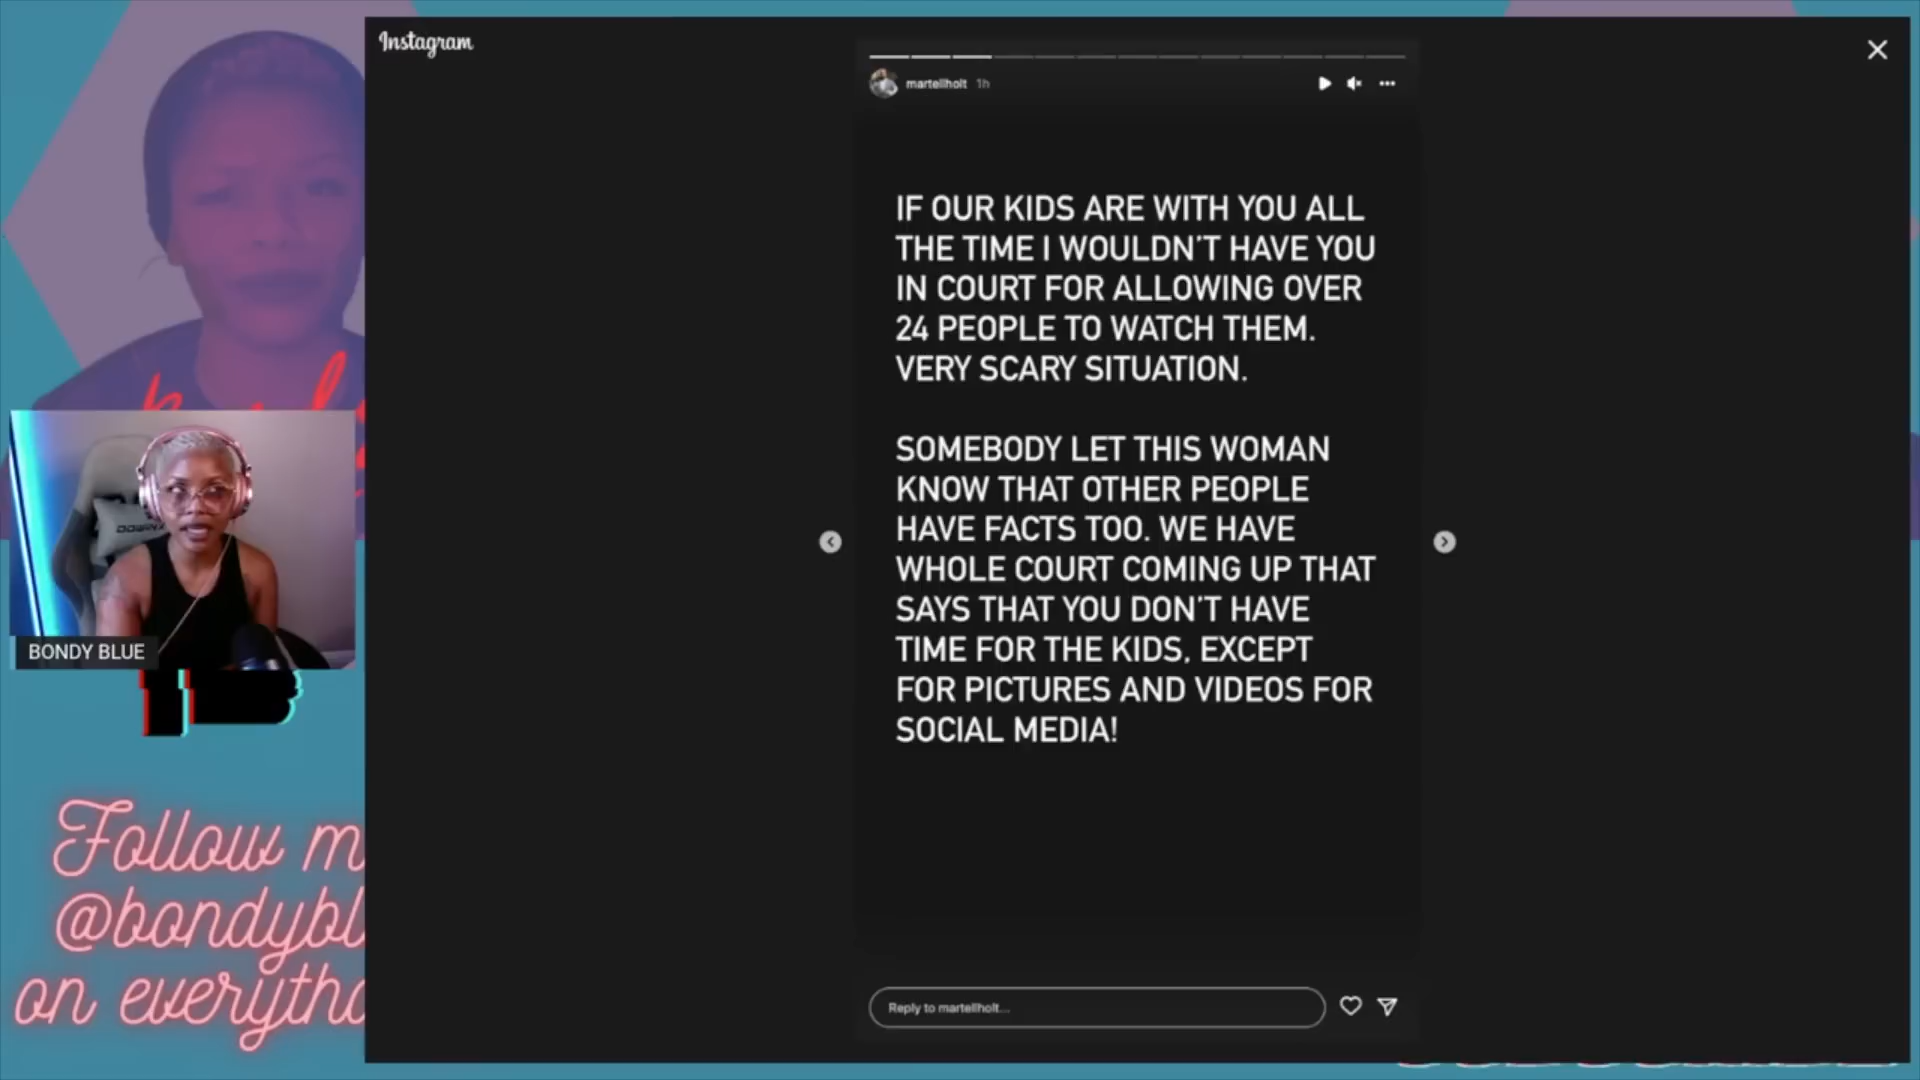 Instagram
martellholt 1h
IF OUR KIDS ARE WITH YOU ALL
THE TIME I WOULDN'T HAVE YOU
IN COURT FOR ALLOWING OVER
24 PEOPLE TO WATCH THEM.
VERY SCARY SITUATION.
SOMEBODY LET THIS WOMAN
KNOW THAT OTHER PEOPLE
HAVE FACTS TOO. WE HAVE
WHOLE COURT COMING UP THAT
SAYS THAT YOU DON'T HAVE
TIME FOR THE KIDS, EXCEPT
FOR PICTURES AND VIDEOS FOR
SOCIAL MEDIA!
Reply to martellholt...
BONDY BLUE
Follow m
@bondybl
on everyth